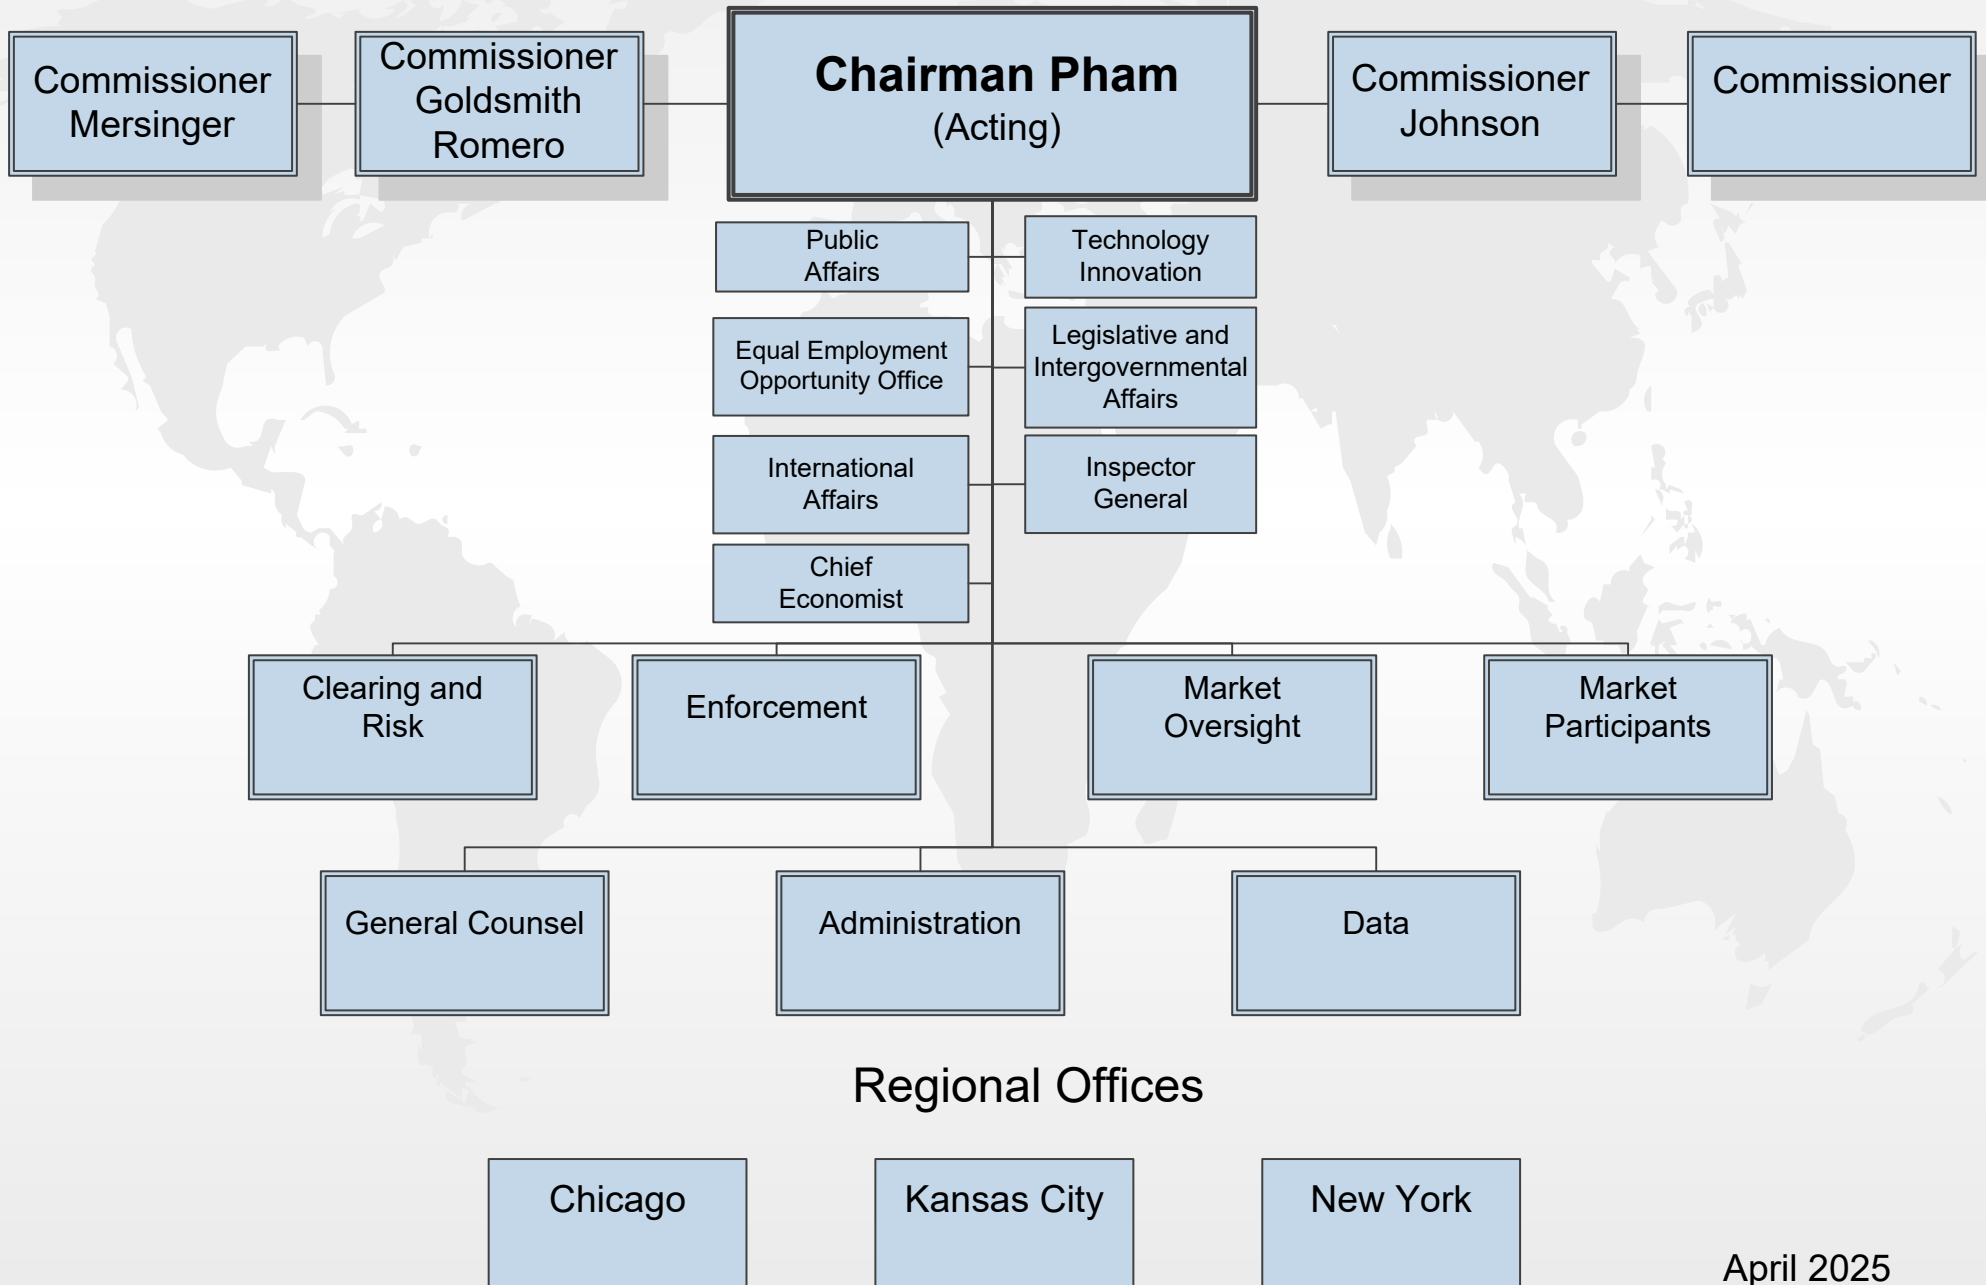 Commissioner
Mersinger
Commissioner
Goldsmith
Romero
Chairman Pham
(Acting)
Commissioner
Johnson
Commissioner
Public
Affairs
Technology
Innovation
Equal Employment
Opportunity Office
Legislative and
Intergovernmental
Affairs
International
Affairs
Inspector
General
Chief
Economist
Clearing and
Risk
Enforcement
Market
Oversight
Market
Participants
General Counsel
Administration
Data
Regional Offices
Chicago
Kansas City
New York
April 2025